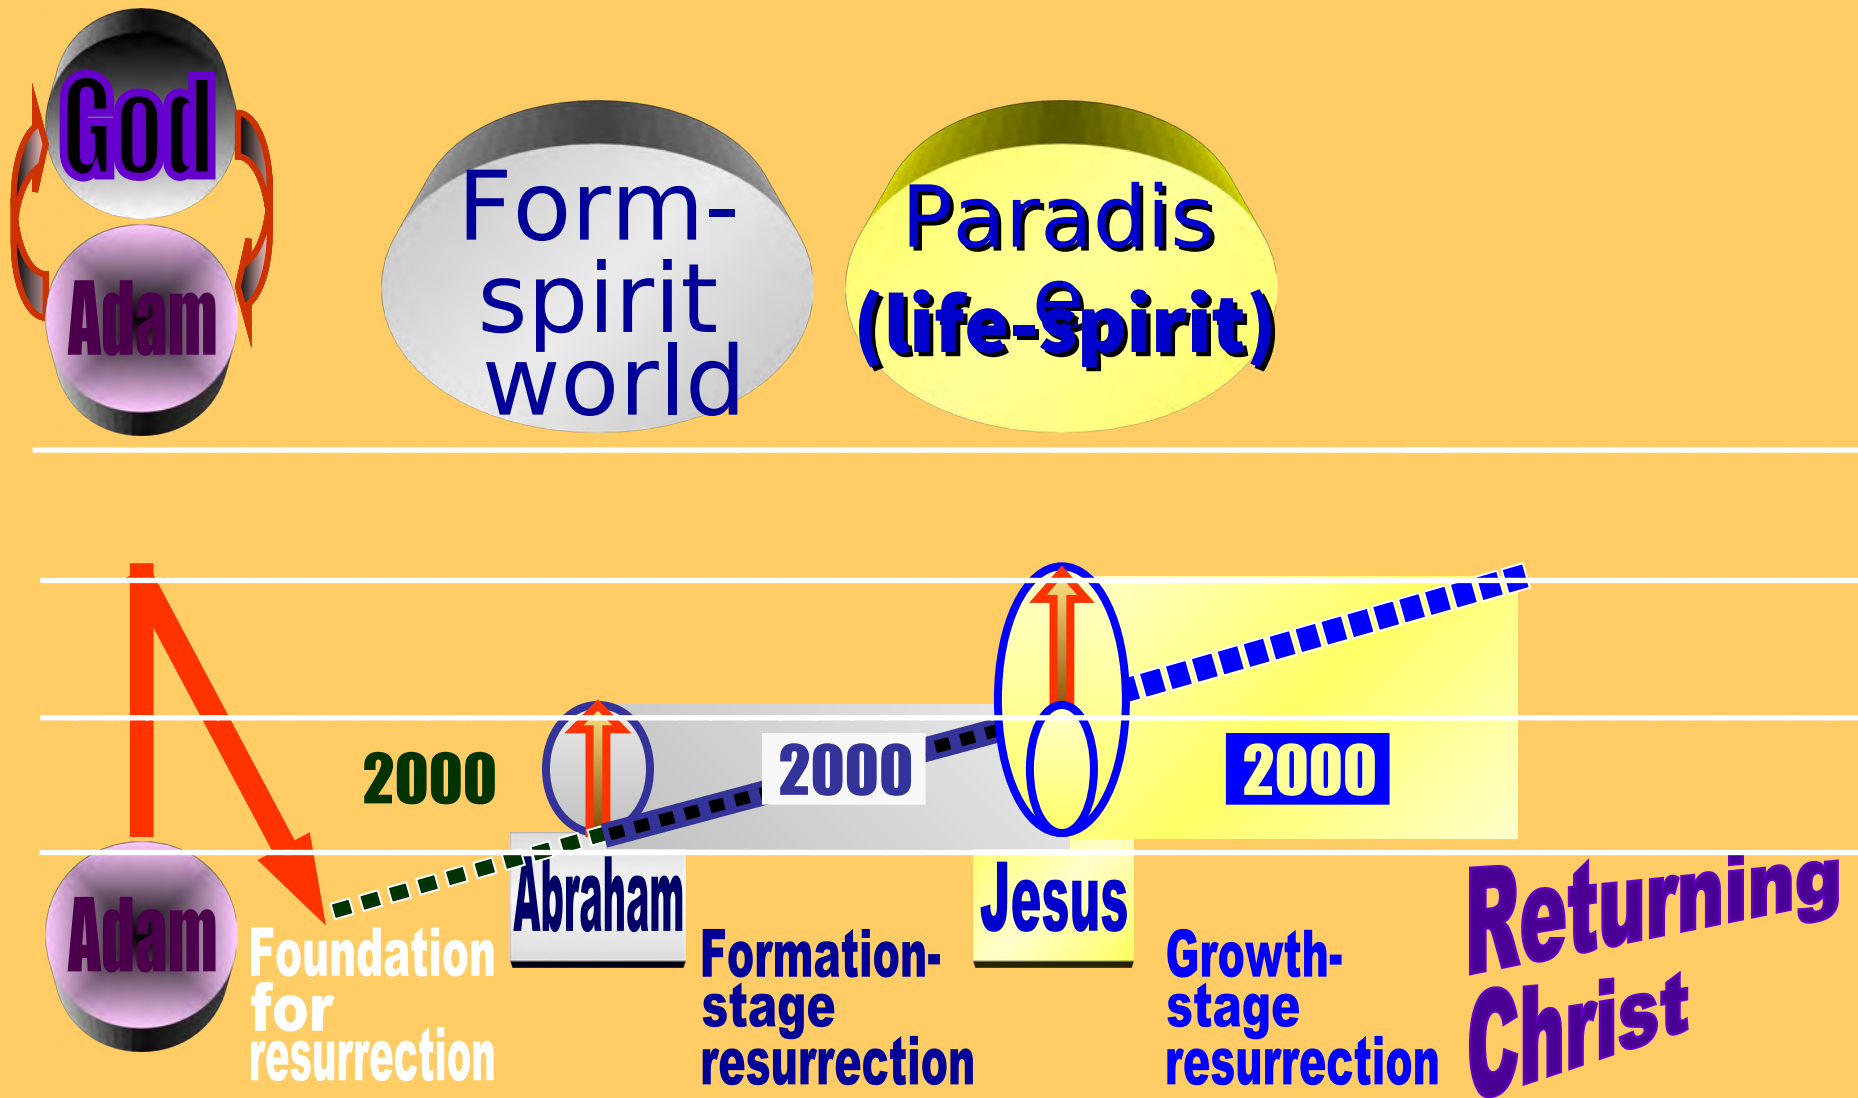 God
Adam
Form-
spirit
world
Paradis
e
(life-spirit)
2000
2000
2000
Adam
Abraham
Jesus
Foundation
for
resurrection
Formation-
stage
resurrection
Growth-
stage
resurrection
Returning
Christ